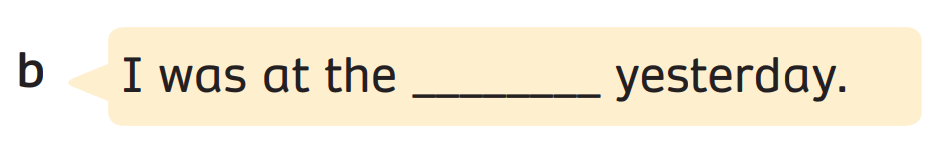 b I was at the ________ yesterday.